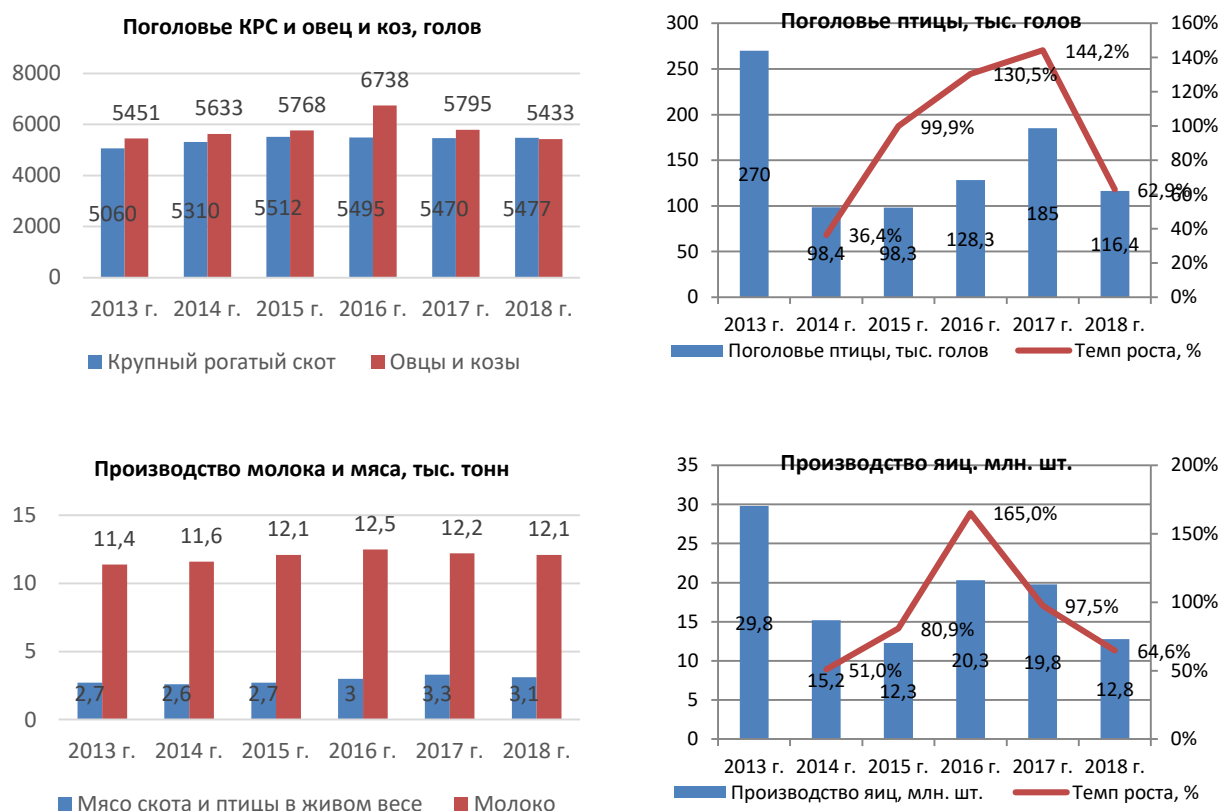 Поголовье КРС и овец и коз, голов
8000
6000
4000
2000
0
5451 5633 5768 6738 5795 5433
5060 5310 5512 5495 5470 5477
2013 г. 2014 г. 2015 г. 2016 г. 2017 г. 2018 г.
Крупный рогатый скот Овцы и козы
Поголовье птицы, тыс. голов
300
250
200
150
100
50
0
160%
140%
120%
100%
80%
60%
40%
20%
0%
144,2%
130,5%
99,9%
62,9%
36,4%
270 98,4 98,3 128,3 185 116,4
2013 г. 2014 г. 2015 г. 2016 г. 2017 г. 2018 г.
Поголовье птицы, тыс. голов Темп роста, %
Производство молока и мяса, тыс. тонн
15
10
5
0
11,4 11,6 12,1 12,5 12,2 12,1
2,7 2,6 2,7 3 3,3 3,1
2013 г. 2014 г. 2015 г. 2016 г. 2017 г. 2018 г.
Мясо скота и птицы в живом весе Молоко
Производство яиц. млн. шт.
35
30
25
20
15
10
5
0
200%
150%
100%
50%
0%
165,0%
97,5%
80,9%
64,6%
51,0%
29,8 15,2 12,3 20,3 19,8 12,8
2013 г. 2014 г. 2015 г. 2016 г. 2017 г. 2018 г.
Производство яиц, млн. шт. Темп роста, %